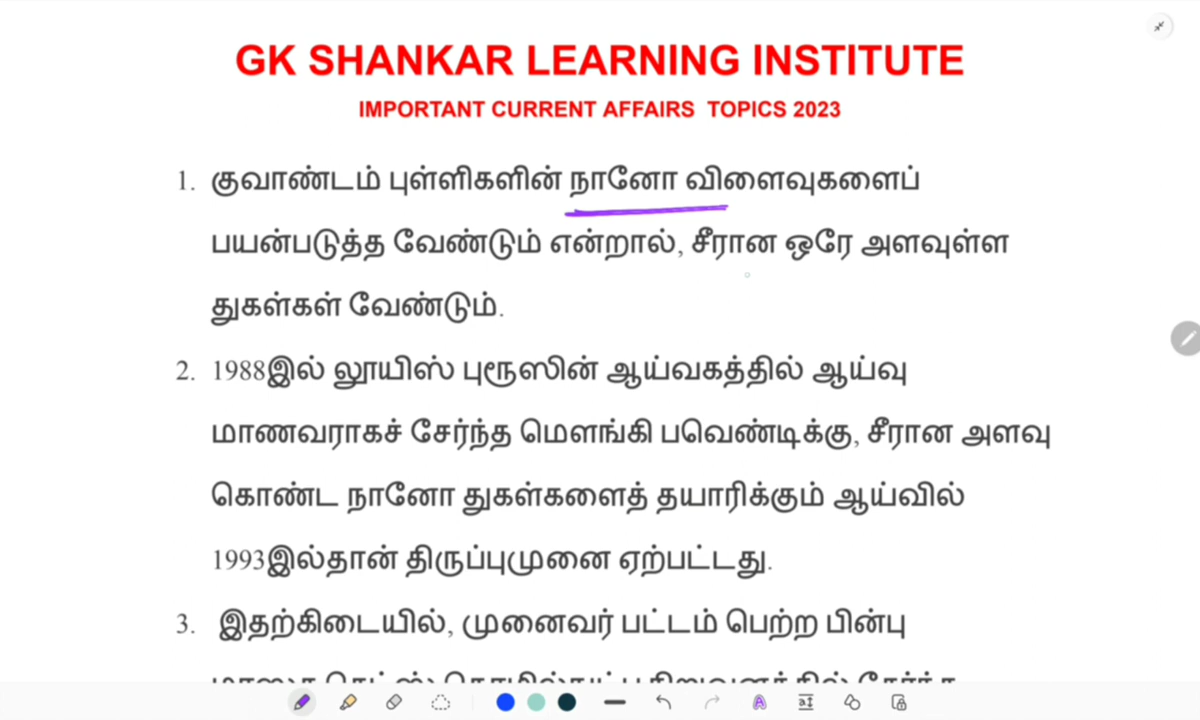 GK SHANKAR LEARNING INSTITUTE
IMPORTANT CURRENT AFFAIRS TOPICS 2023
1. குவாண்டம் புள்ளிகளின் நானோ விளைவுகளைப்
பயன்படுத்த வேண்டும் என்றால், சீரான ஒரே அளவுள்ள
துகள்கள் வேண்டும்.
2. 1988இல் லூயிஸ் புரூஸின் ஆய்வகத்தில் ஆய்வு
மாணவராகச் சேர்ந்த மௌங்கி பவெண்டிக்கு, சீரான அளவு
கொண்ட நானோ துகள்களைத் தயாரிக்கும் ஆய்வில்
1993இல்தான் திருப்புமுனை ஏற்பட்டது.
3. இதற்கிடையில், முனைவர் பட்டம் பெற்ற பின்பு